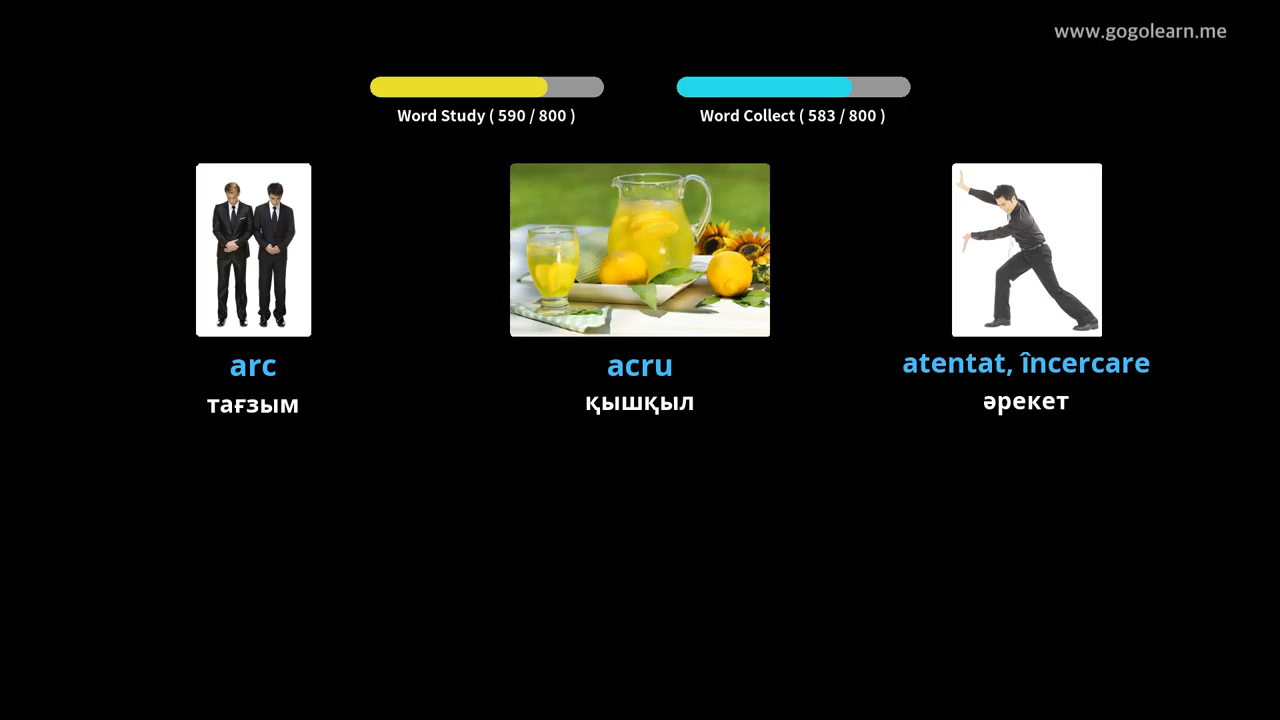 www.gogolearn.me
Word Study ( 590 / 800 )
Word Collect ( 583 / 800 )
arc
тағзым
acru
қышқыл
atentat, încercare
әрекет